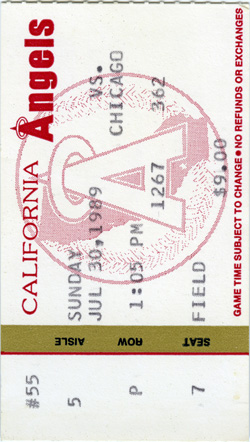 CALIFORNIA
Angels
SUNDAY VS.
JUL 30,1989 CHICAGO
1:05 PM 1267 362
FIELD $9.00
GAME TIME SUBJECT TO CHANGE • NO REFUNDS OR EXCHANGES
AISLE ROW SEAT
#55
5 P 7